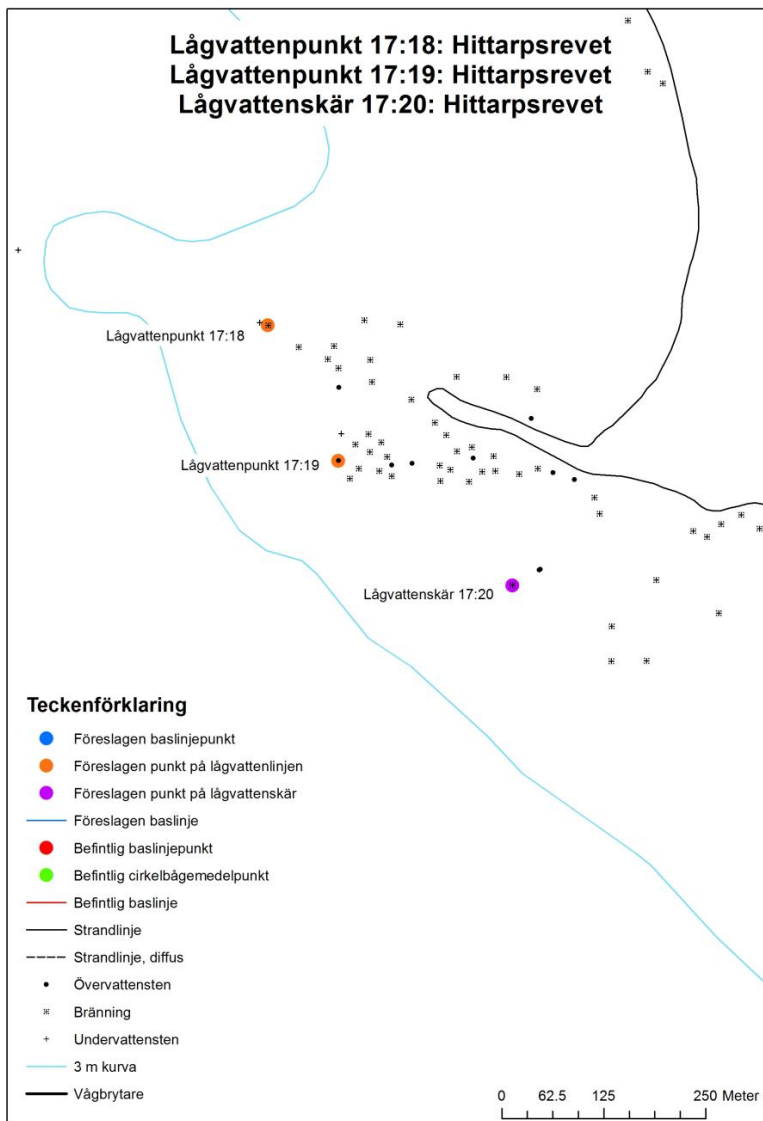 Lågvattenpunkt 17:18: Hittarpsrevet
Lågvattenpunkt 17:19: Hittarpsrevet
Lågvattenskär 17:20: Hittarpsrevet
Lågvattenpunkt 17:18
Lågvattenpunkt 17:19
Lågvattenskär 17:20
Teckenförklaring
Föreslagen baslinjepunkt
Föreslagen punkt på lågvattenlinjen
Föreslagen punkt på lågvattenskär
Föreslagen baslinje
Befintlig baslinjepunkt
Befintlig cirkelbågemedelpunkt
Befintlig baslinje
Strandlinje
Strandlinje, diffus
Övervattensten
Bränning
Undervattensten
3 m kurva
Vågbrytare
0 62.5 125 250 Meter